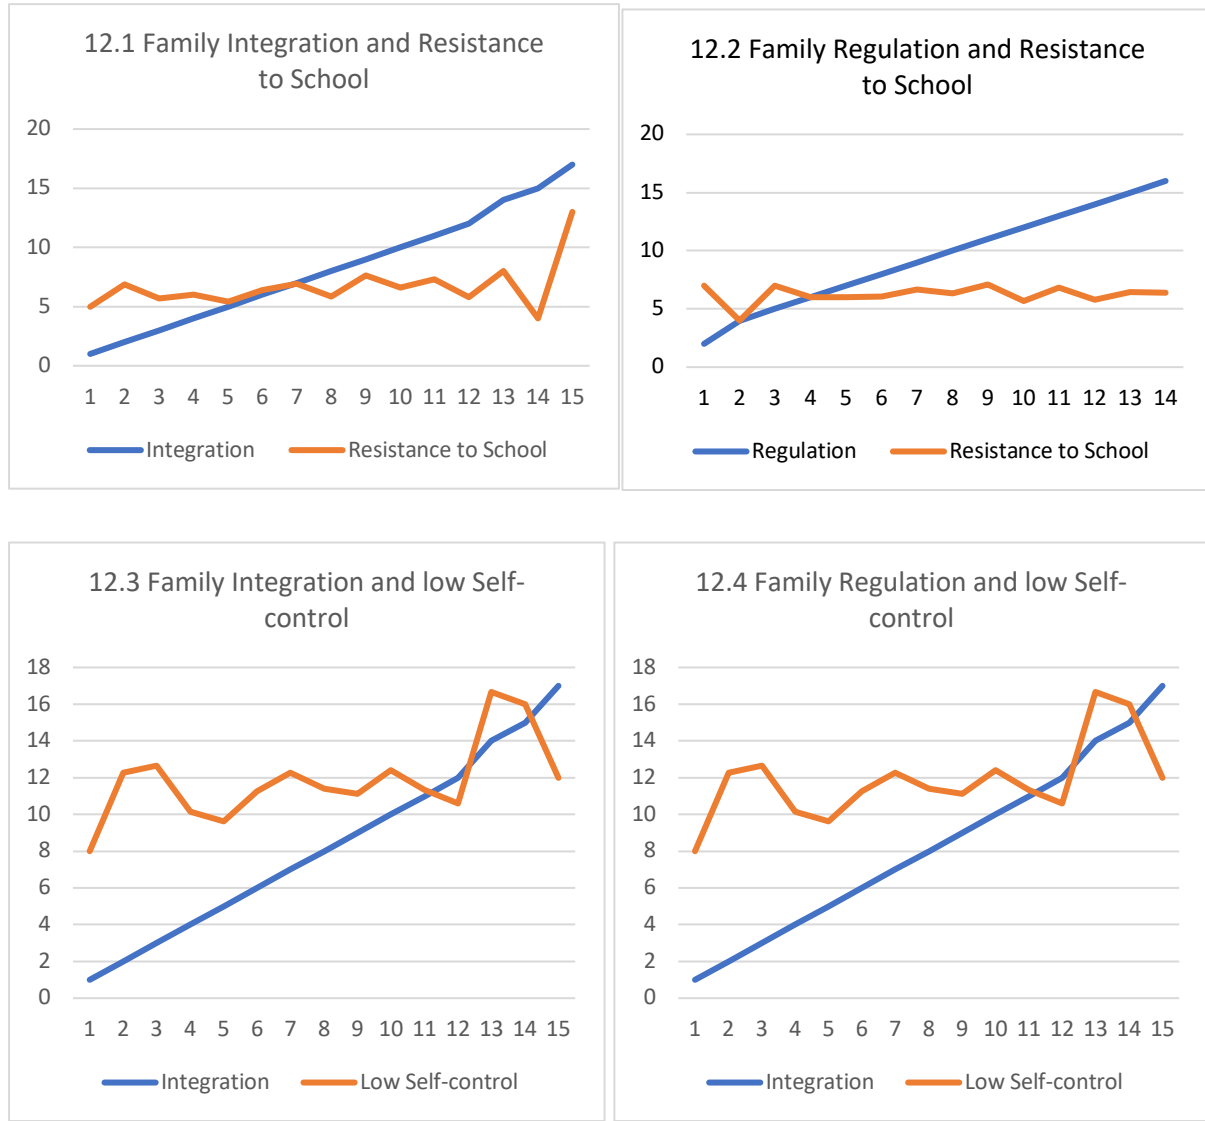 12.1 Family Integration and Resistance
to School
20
15
10
5
0
1 2 3 4 5 6 7 8 9 10 11 12 13 14 15
Integration Resistance to School
12.2 Family Regulation and Resistance
to School
20
15
10
5
0
1 2 3 4 5 6 7 8 9 10 11 12 13 14
Regulation Resistance to School
12.3 Family Integration and low Self-
control
18
16
14
12
10
8
6
4
2
0
1 2 3 4 5 6 7 8 9 10 11 12 13 14 15
Integration Low Self-control
12.4 Family Regulation and low Self-
control
18
16
14
12
10
8
6
4
2
0
1 2 3 4 5 6 7 8 9 10 11 12 13 14 15
Integration Low Self-control